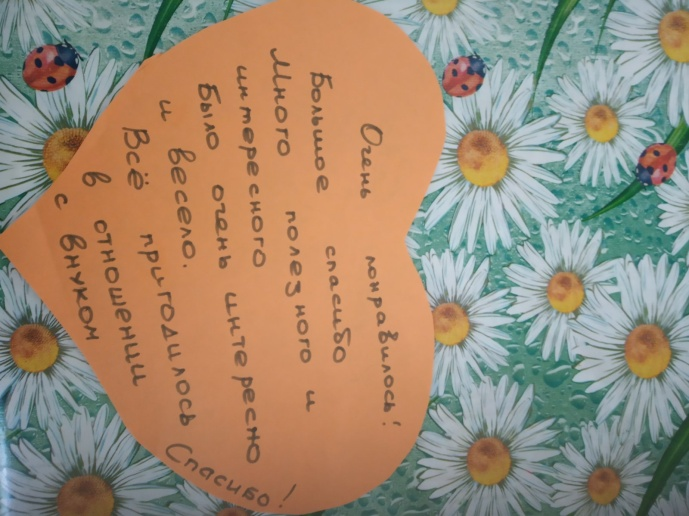 Очень понравилось!
Большое спасибо
Много полезного и
интересного
Было очень интересно
и весело.
Всё пригодилось
в отношении
с внуком
Спасибо!